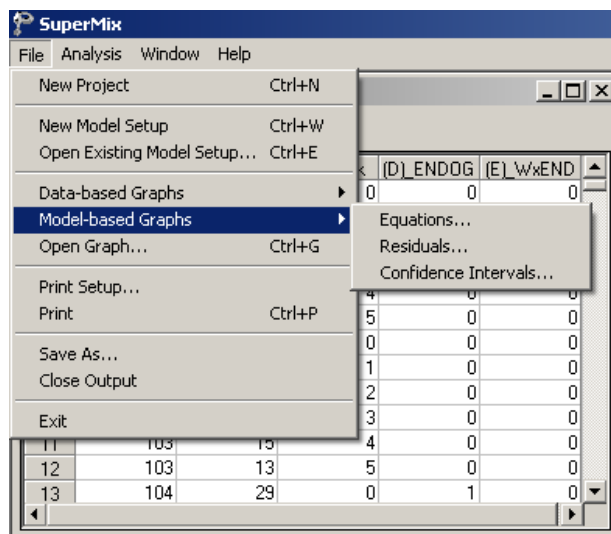 SuperMix
File Analysis Window Help
New Project Ctrl+N
New Model Setup Ctrl+W
Open Existing Model Setup... Ctrl+E
(D)_ENDOG (E)_WxEND
0 0 0
Data-based Graphs
Model-based Graphs
Equations...
Open Graph... Ctrl+G
Residuals...
Confidence Intervals...
Print Setup...
4 0 0
Print Ctrl+P
5 0 0
0 0 0
Save As...
1 0 0
Close Output
2 0 0
Exit
3 0 0
11 103 15 4 0 0
12 103 13 5 0 0
13 104 29 0 1 0